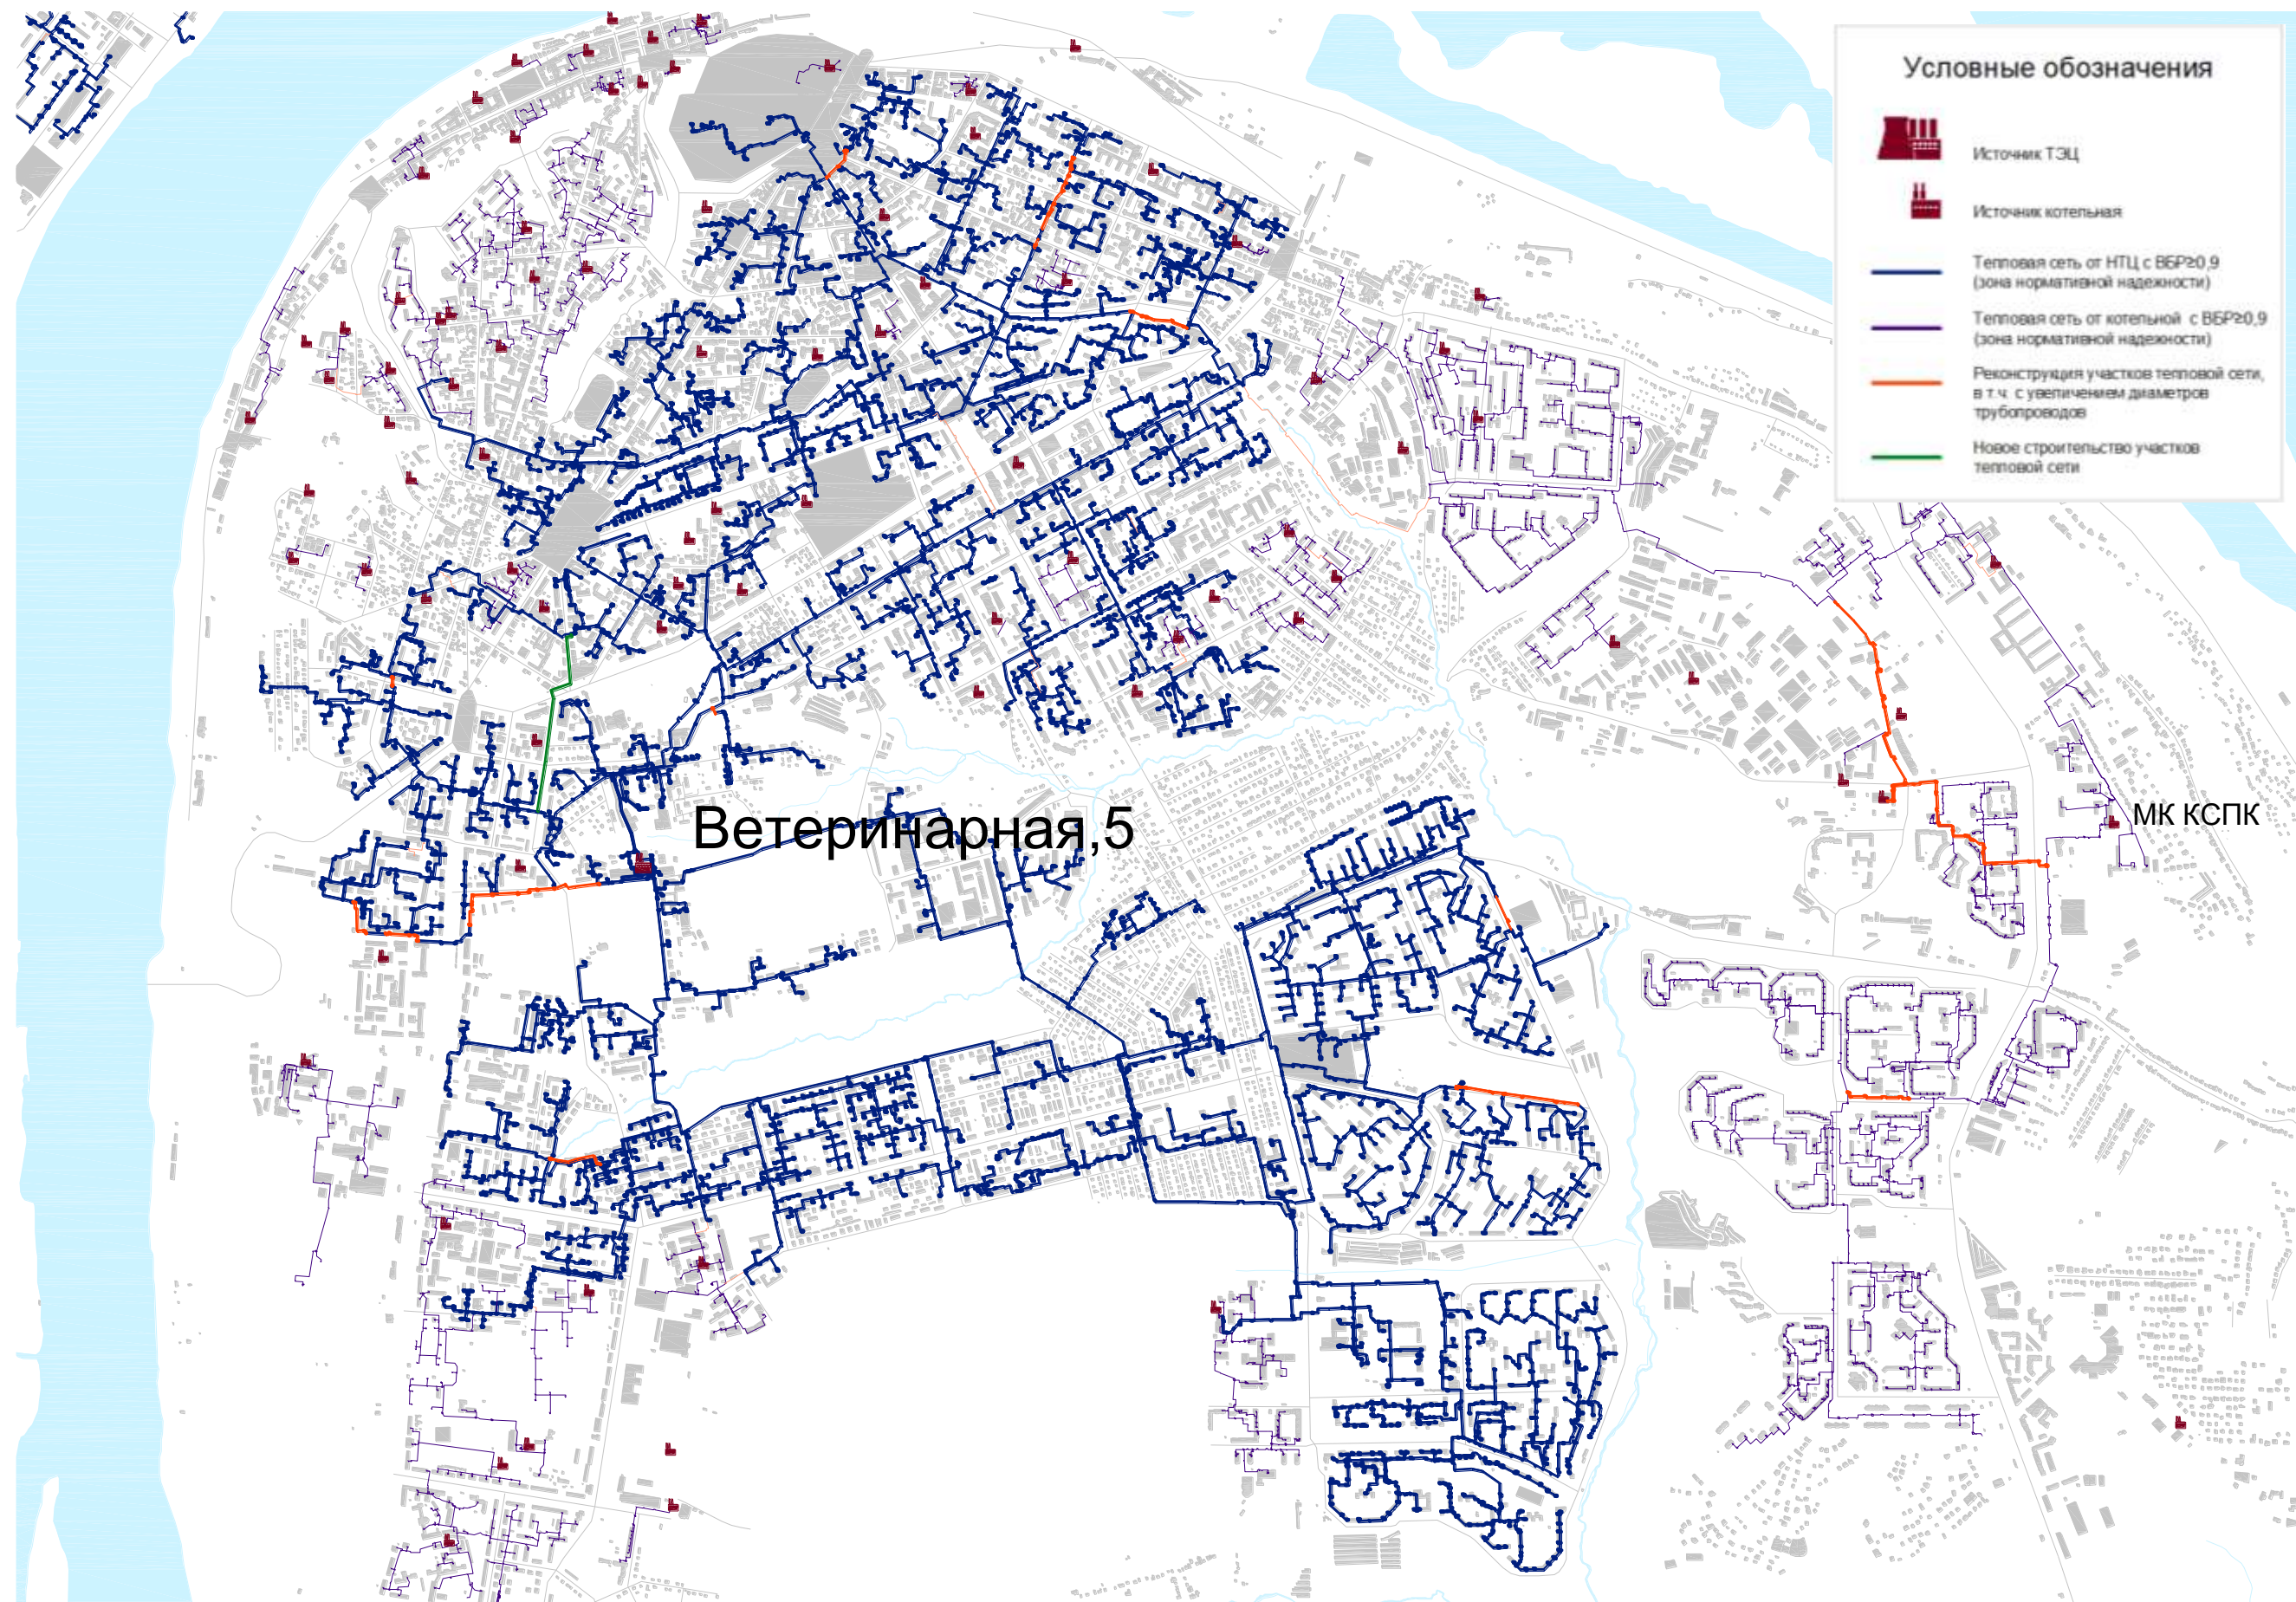 Условные обозначения
Источник ТЭЦ
Источник котельная
Тепловая сеть от НТЦ с ВБР≥0,9
(зона нормативной надежности)
Тепловая сеть от котельной с ВБР≥0,9
(зона нормативной надежности)
Реконструкция участков тепловой сети,
в т.ч. с увеличением диаметров
трубопроводов
Новое строительство участков
тепловой сети
Ветеринарная,5
МК КСПК